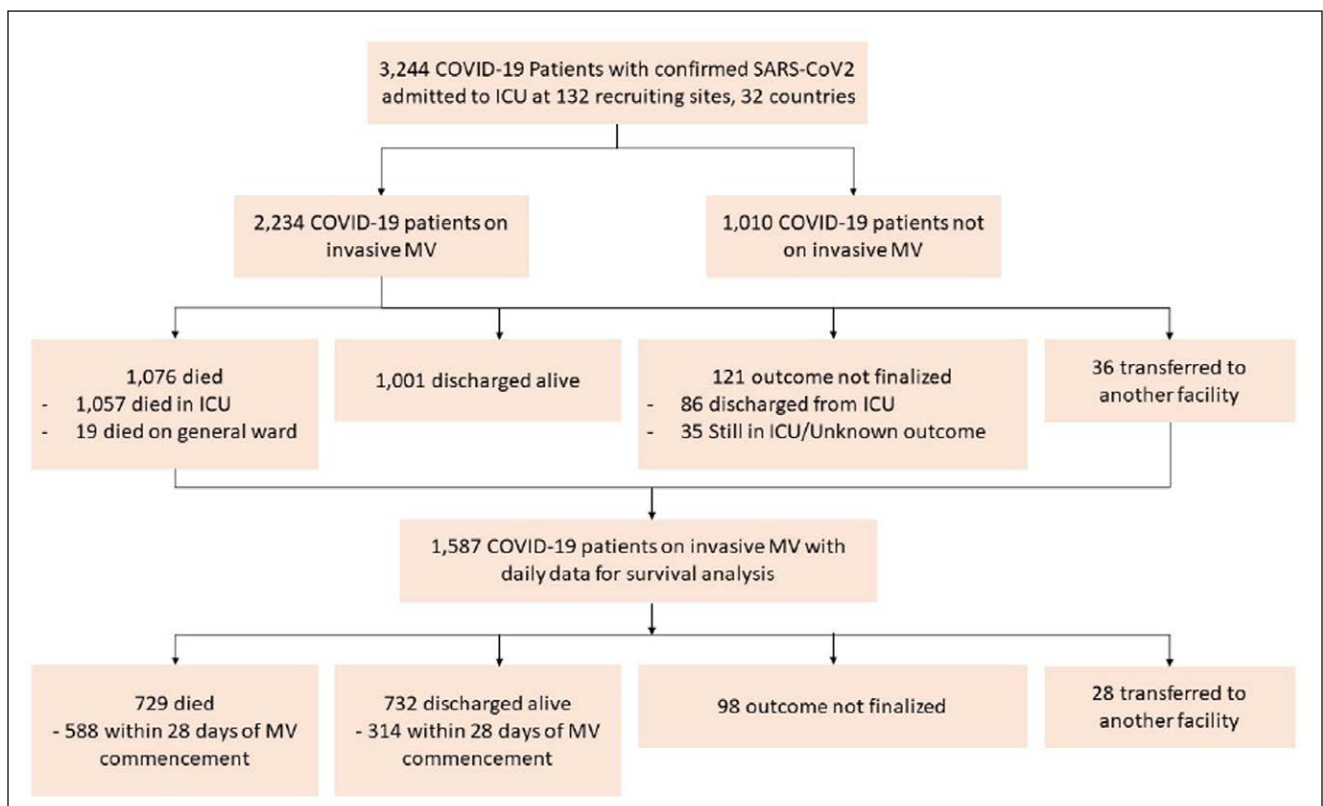 3,244 COVID-19 Patients with confirmed SARS-CoV2
admitted to ICU at 132 recruiting sites, 32 countries
2,234 COVID-19 patients on
invasive MV
1,010 COVID-19 patients not
on invasive MV
1,076 died
- 1,057 died in ICU
- 19 died on general ward
1,001 discharged alive
121 outcome not finalized
- 86 discharged from ICU
- 35 Still in ICU/Unknown outcome
36 transferred to
another facility
1,587 COVID-19 patients on invasive MV with
daily data for survival analysis
729 died
- 588 within 28 days of MV
commencement
732 discharged alive
- 314 within 28 days of MV
commencement
98 outcome not finalized
28 transferred to
another facility